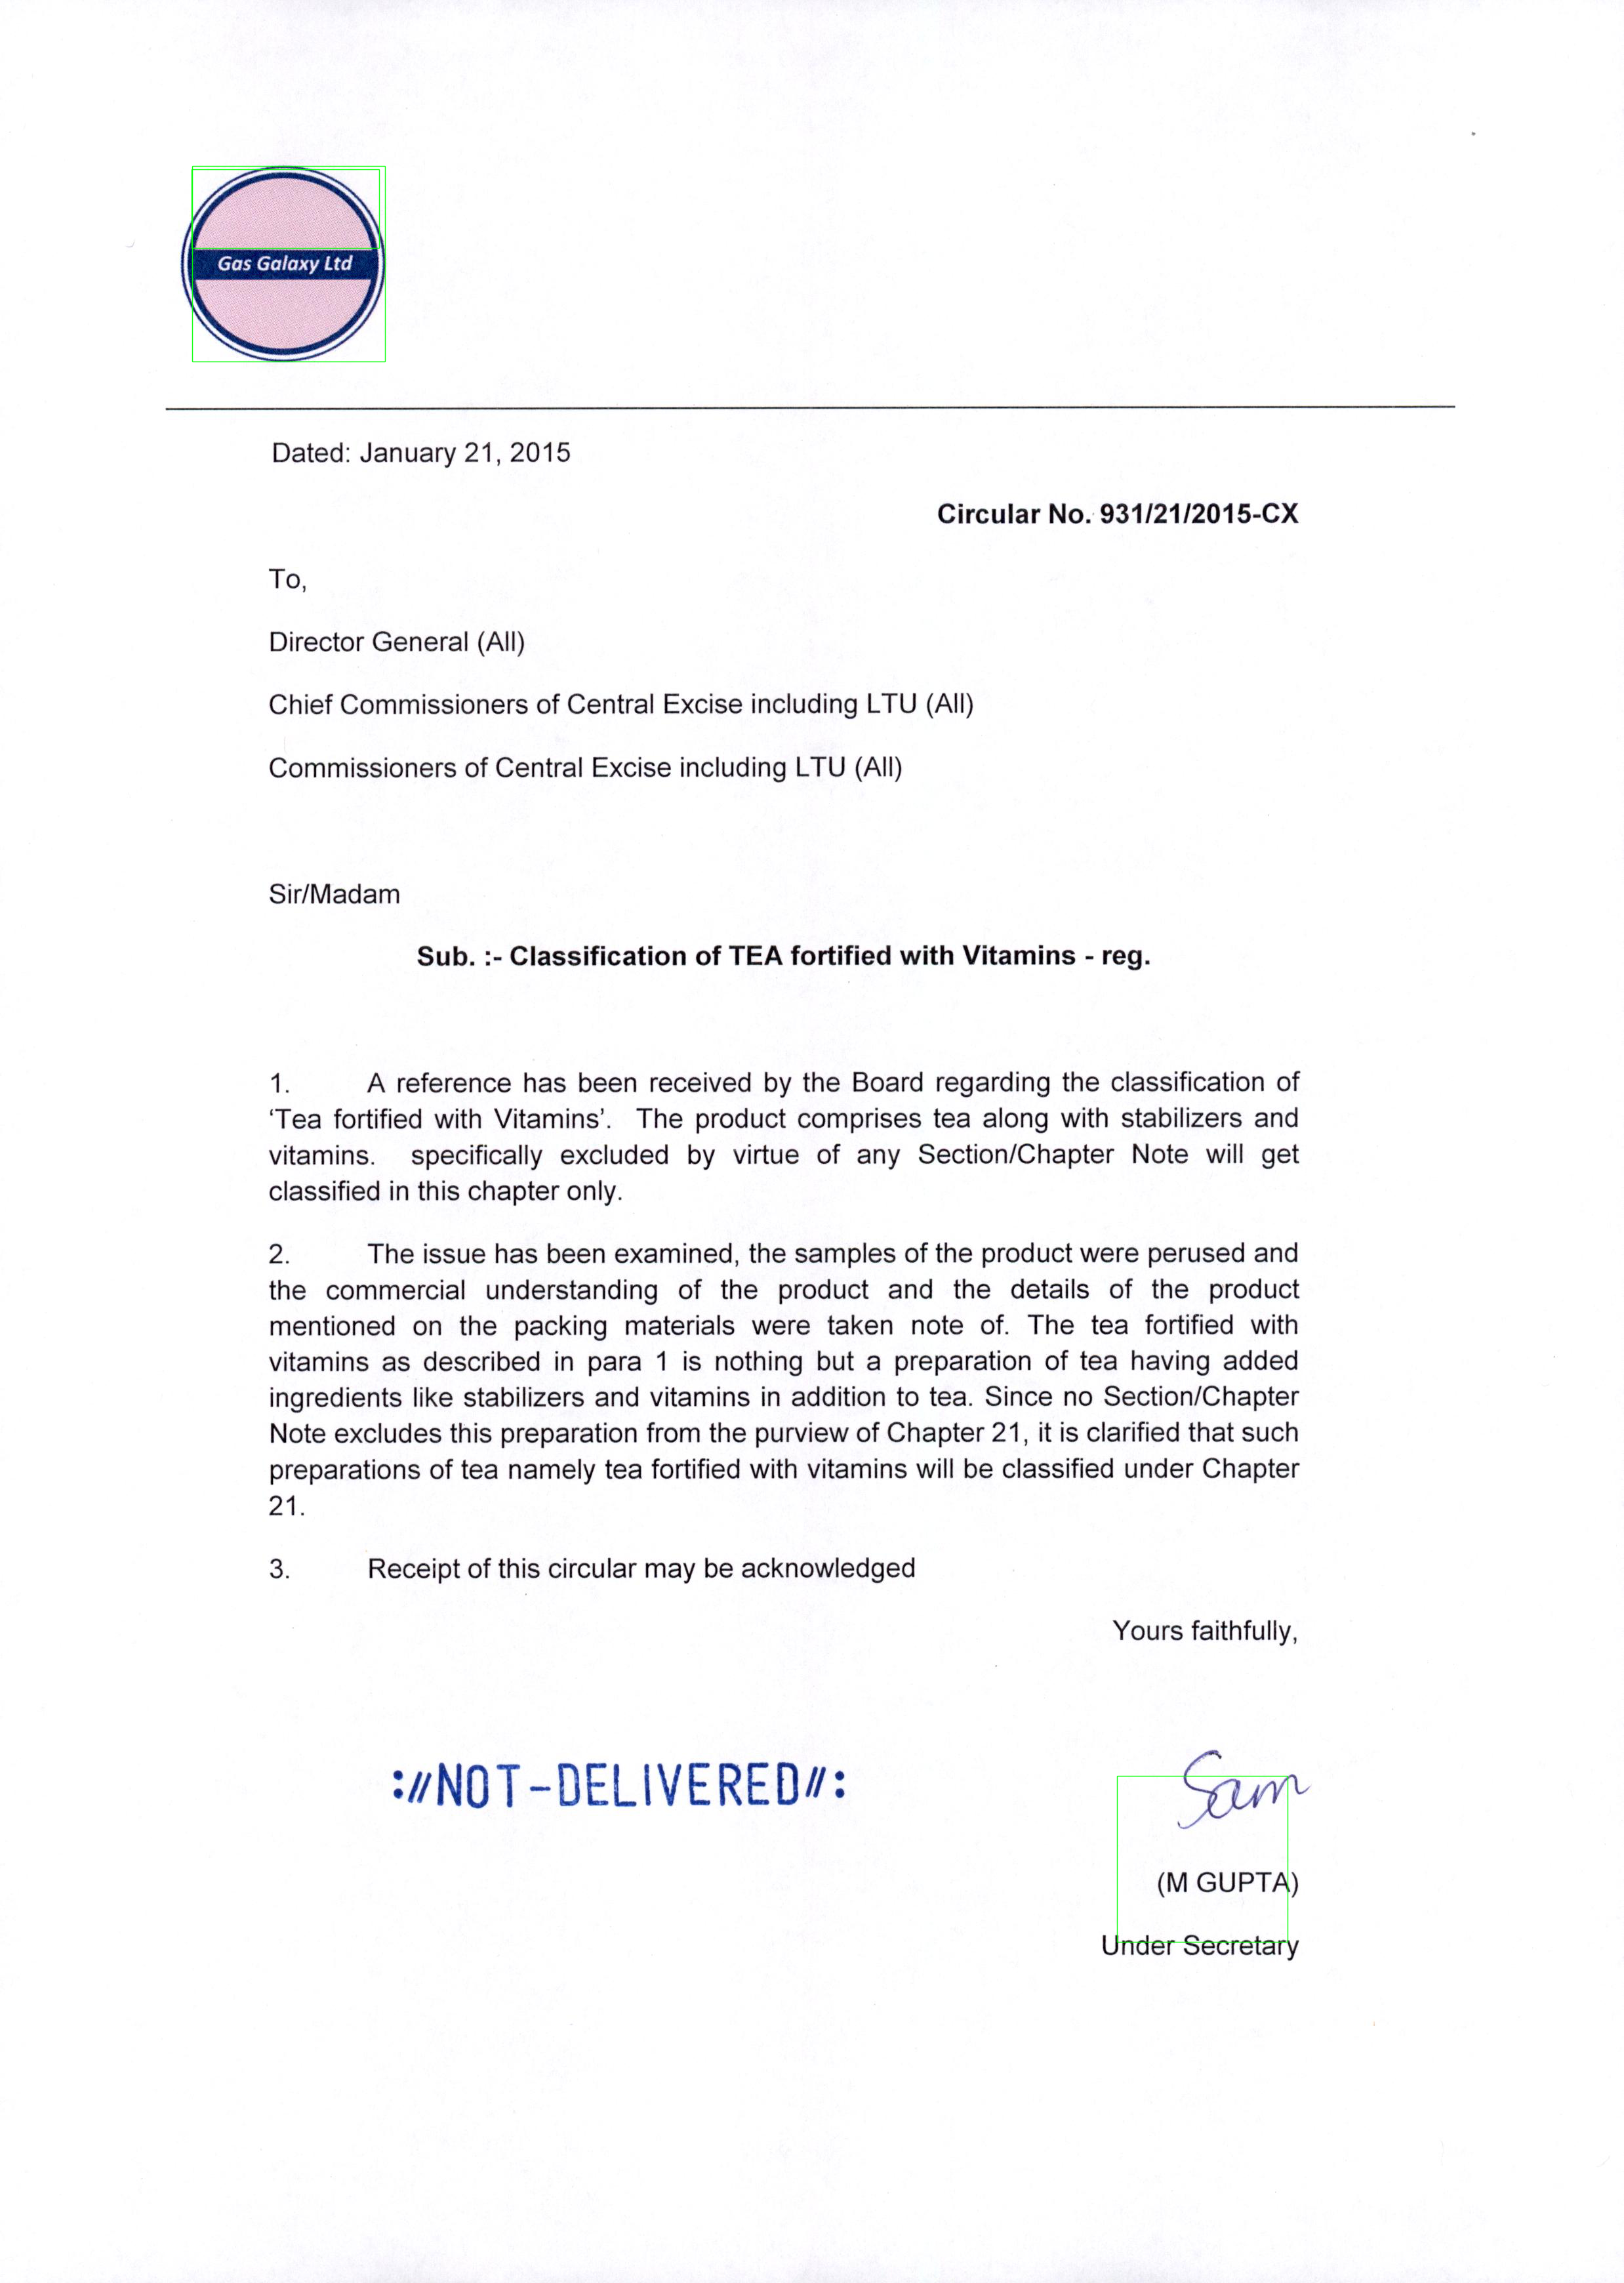 Gas Galaxy Ltd
Dated: January 21, 2015
Circular No. 931/21/2015-CX
To,
Director General (All)
Chief Commissioners of Central Excise including LTU (All)
Commissioners of Central Excise including LTU (All)
Sir/Madam
Sub. :- Classification of TEA fortified with Vitamins - reg.
1. A reference has been received by the Board regarding the classification of
‘Tea fortified with Vitamins’. The product comprises tea along with stabilizers and
vitamins. specifically excluded by virtue of any Section/Chapter Note will get
classified in this chapter only.
2. The issue has been examined, the samples of the product were perused and
the commercial understanding of the product and the details of the product
mentioned on the packing materials were taken note of. The tea fortified with
vitamins as described in para 1 is nothing but a preparation of tea having added
ingredients like stabilizers and vitamins in addition to tea. Since no Section/Chapter
Note excludes this preparation from the purview of Chapter 21, it is clarified that such
preparations of tea namely tea fortified with vitamins will be classified under Chapter
21.
3. Receipt of this circular may be acknowledged
Yours faithfully,
://NOT-DELIVERED//:
Sam
(M GUPTA)
Under Secretary